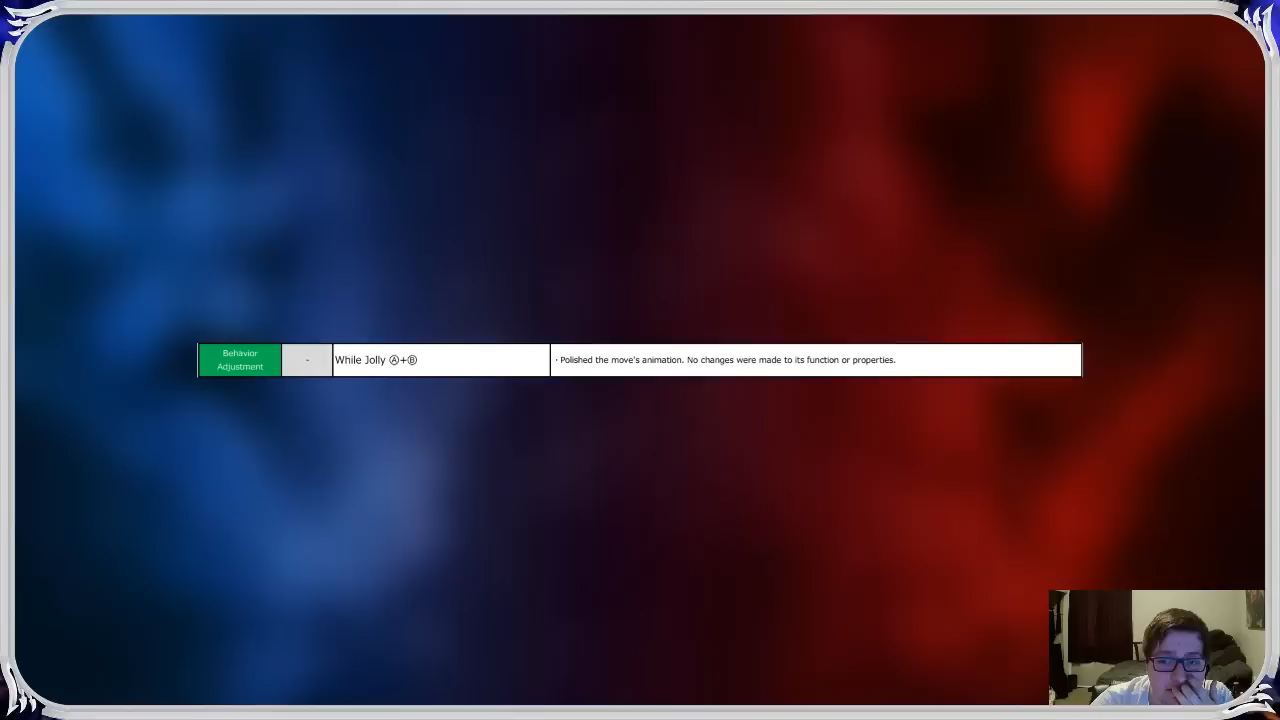 Behavior
Adjustment
-
While Jolly Ⓐ+Ⓑ
· Polished the move's animation. No changes were made to its function or properties.